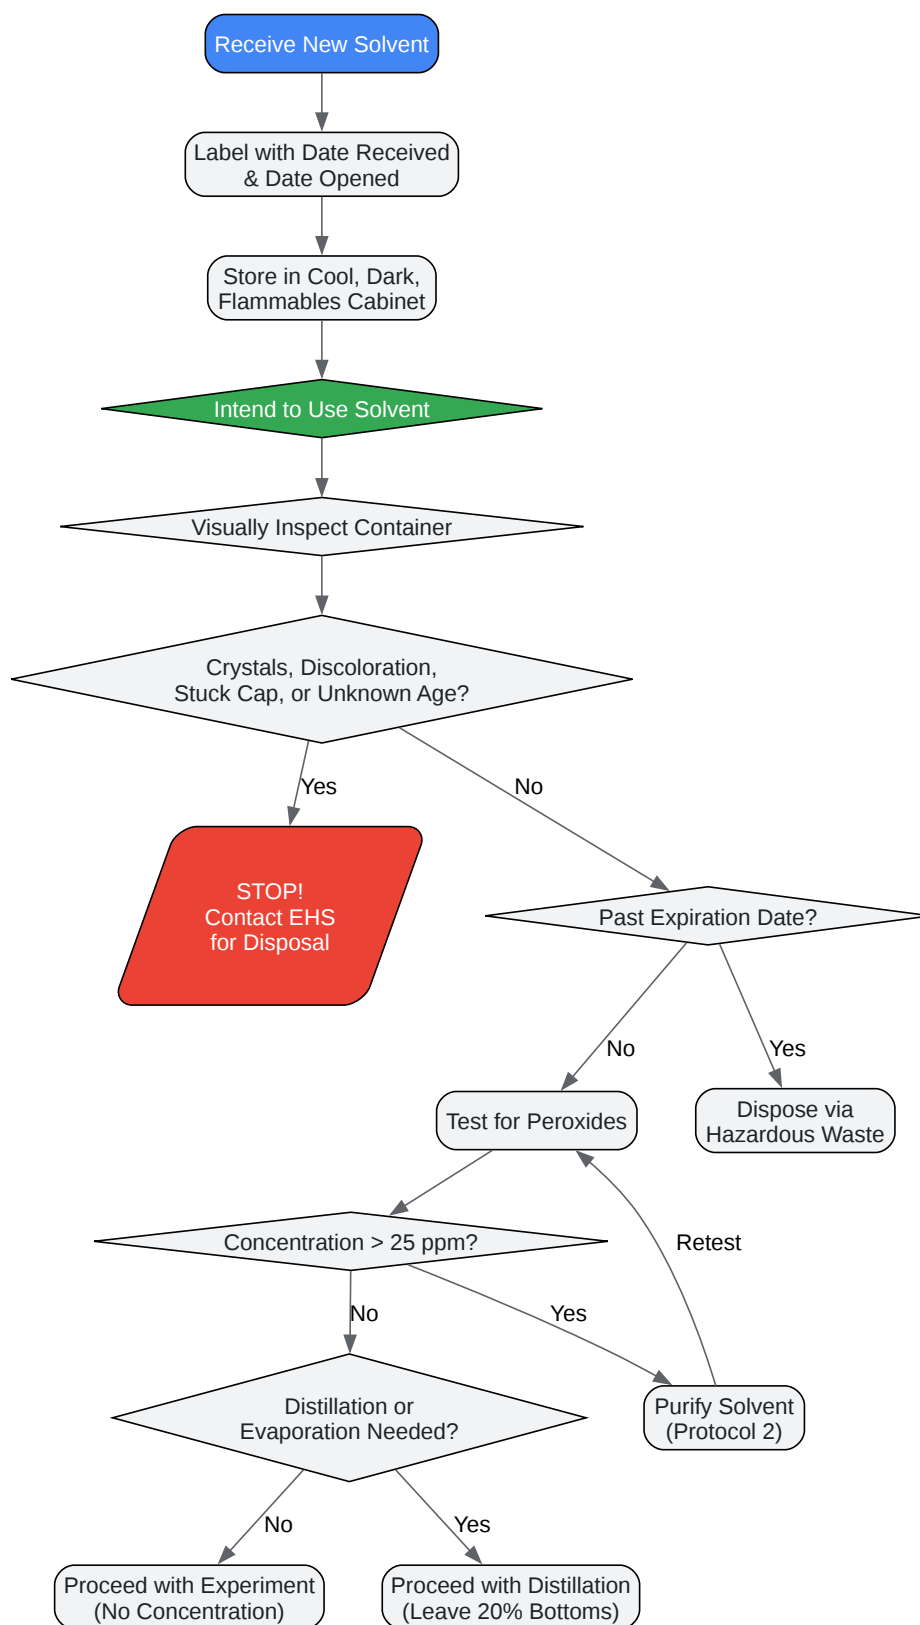 Receive New Solvent
Label with Date Received
& Date Opened
Store in Cool, Dark,
Flammables Cabinet
Intend to Use Solvent
Visually Inspect Container
Crystals, Discoloration,
Stuck Cap, or Unknown Age?
Yes
No
STOP!
Contact EHS
for Disposal
Past Expiration Date?
No
Yes
Test for Peroxides
Dispose via
Hazardous Waste
Concentration > 25 ppm?
Retest
No
Yes
Distillation or
Evaporation Needed?
Purify Solvent
(Protocol 2)
No
Yes
Proceed with Experiment
(No Concentration)
Proceed with Distillation
(Leave 20% Bottoms)